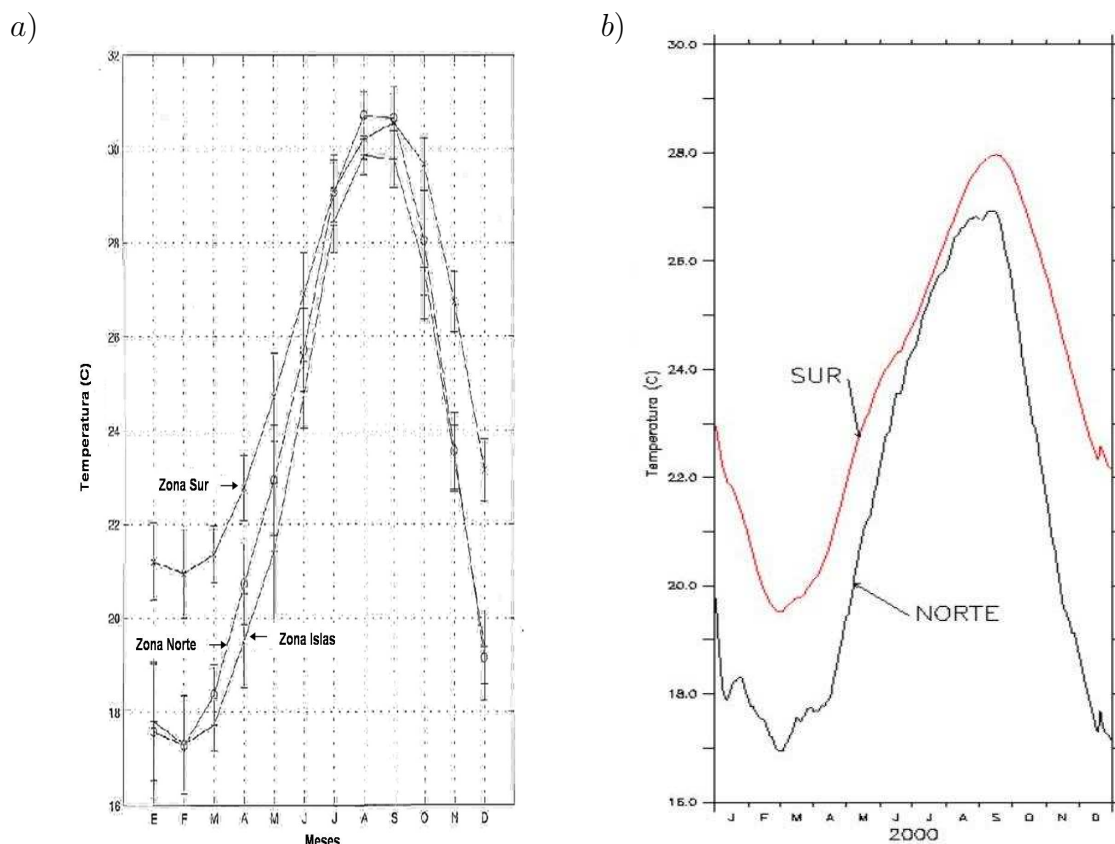 a)
32
30
28
26
24
22
20
18
16
Temperatura (C)
Zona Sur
Zona Norte
Zona Islas
E F M A M J J A S O N D
Meses
b)
30.0
28.0
26.0
24.0
22.0
20.0
18.0
16.0
Temperatura (C)
SUR
NORTE
J F M A M J J A S O N D
2000